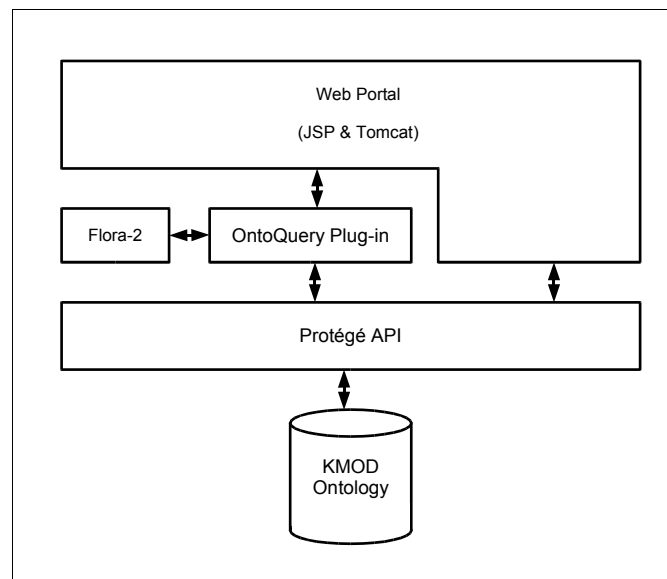 Web Portal
(JSP & Tomcat)
Flora-2
OntoQuery Plug-in
Protégé API
KMOD
Ontology